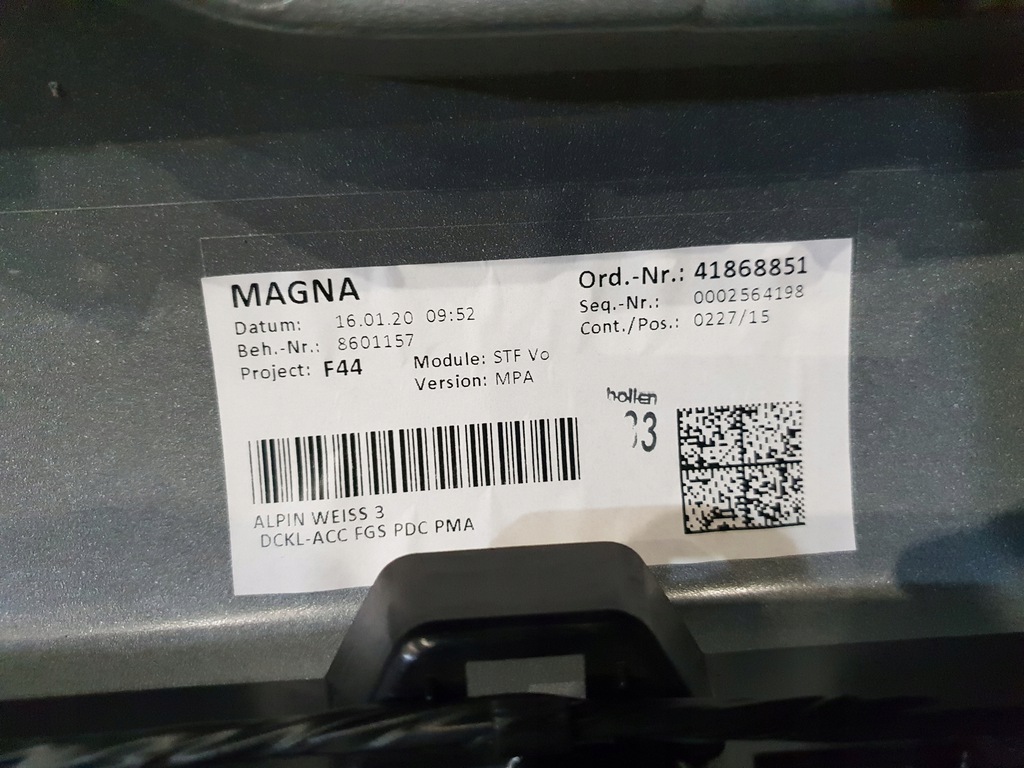 MAGNA
Datum: 16.01.20 09:52
Beh.-Nr.: 8601157
Project: F44
Module: STF Vo
Version: MPA
Ord.-Nr.: 41868851
Seq.-Nr.: 0002564198
Cont./Pos.: 0227/15
ALPIN WEISS 3
DCKL-ACC FGS PDC PMA